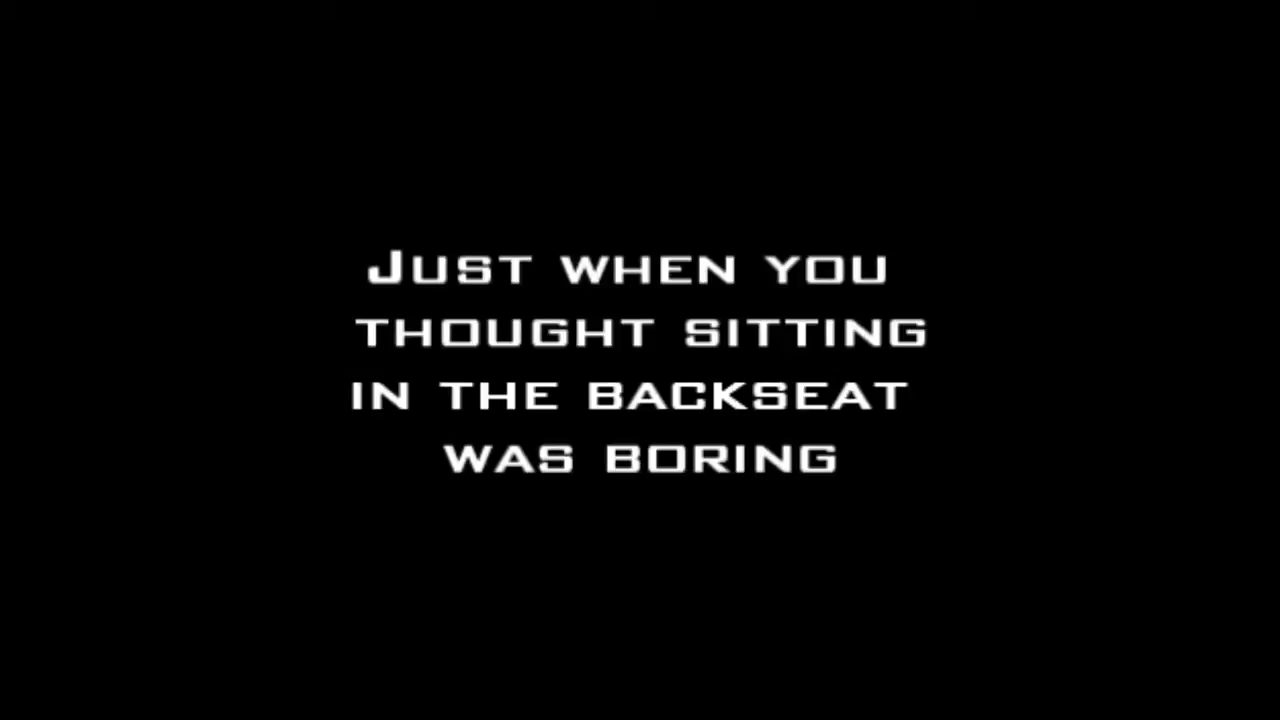 Just when you
thought sitting
in the backseat
was boring